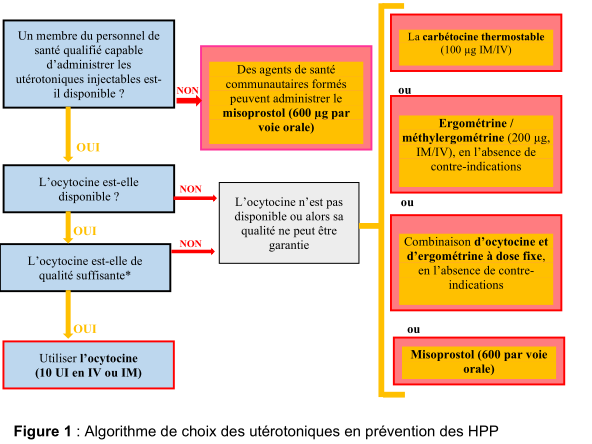 Un membre du personnel de
santé qualifié capable
d'administrer les
utérotoniques injectables est-
il disponible ?
NON
Des agents de santé
communautaires formés
peuvent administrer le
misoprostol (600 µg par
voie orale)
OUI
L'ocytocine est-elle
disponible ?
NON
L'ocytocine n'est pas
disponible ou alors sa
qualité ne peut être
garantie
OUI
L'ocytocine est-elle de
qualité suffisante*
NON
OUI
Utiliser l'ocytocine
(10 UI en IV ou IM)
La carbétocine thermostable
(100 µg IM/IV)
ou
Ergométrine /
méthylergométrine (200 µg,
IM/IV), en l'absence de
contre-indications
ou
Combinaison d'ocytocine et
d'ergométrine à dose fixe,
en l'absence de contre-
indications
ou
Misoprostol (600 par voie
orale)
Figure 1 : Algorithme de choix des utérotoniques en prévention des HPP